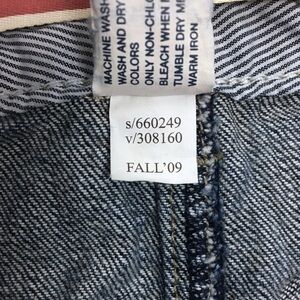 MACHINE WASH
WASH AND DRY
COLORS
ONLY NON-CHLO
BLEACH WHEN
TUMBLE DRY ME
WARM IRON
s/660249
v/308160
FALL'09